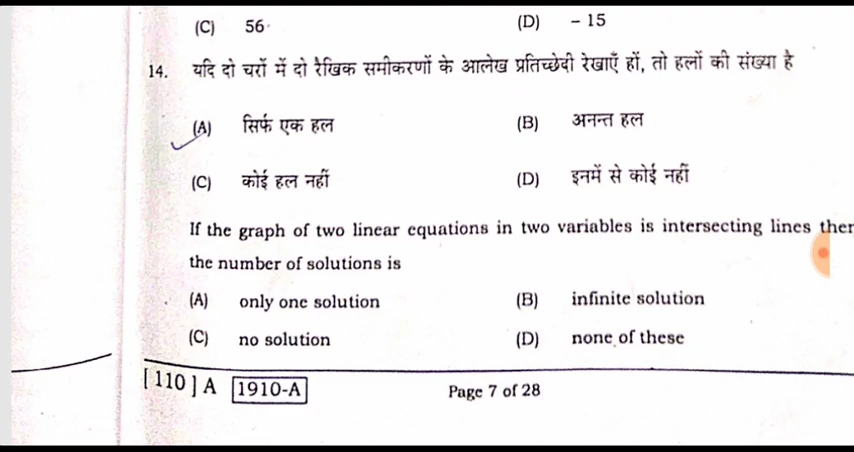 (C) 56 (D) – 15
14. यदि दो चरों में दो रैखिक समीकरणों के आलेख प्रतिच्छेदी रेखाएँ हों, तो हलों की संख्या है
(A) सिर्फ एक हल (B) अनन्त हल
(C) कोई हल नहीं (D) इनमें से कोई नहीं
If the graph of two linear equations in two variables is intersecting lines then
the number of solutions is
(A) only one solution (B) infinite solution
(C) no solution (D) none of these
[ 110 ] A 1910-A Page 7 of 28